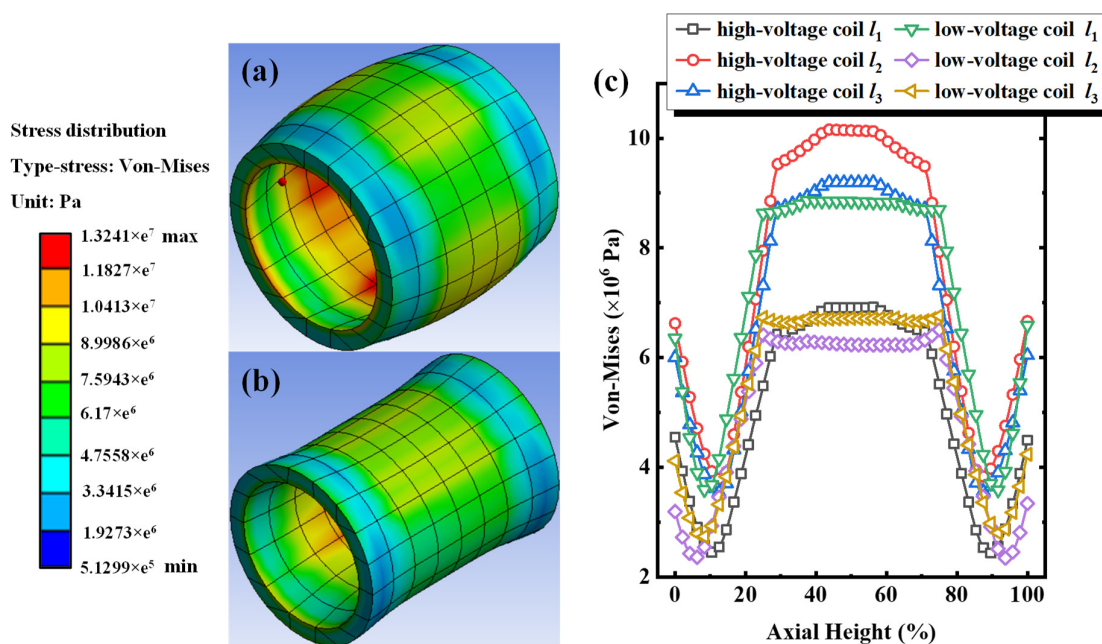 Stress distribution
Type-stress: Von-Mises
Unit: Pa
1.3241×e⁷ max
1.1827×e⁷
1.0413×e⁷
8.9986×e⁶
7.5943×e⁶
6.17×e⁶
4.7558×e⁶
3.3415×e⁶
1.9273×e⁶
5.1299×e⁵ min
(a)
(b)
(c)
high-voltage coil l₁
low-voltage coil l₁
high-voltage coil l₂
low-voltage coil l₂
high-voltage coil l₃
low-voltage coil l₃
Von-Mises (×10⁶ Pa)
10
8
6
4
2
0
20
40
60
80
100
Axial Height (%)